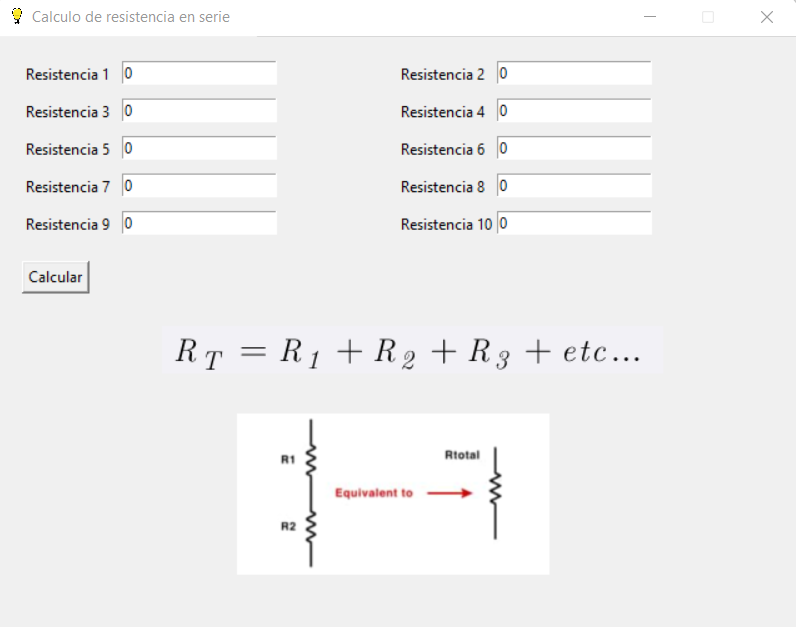 Calculo de resistencia en serie
Resistencia 1 0 Resistencia 2 0
Resistencia 3 0 Resistencia 4 0
Resistencia 5 0 Resistencia 6 0
Resistencia 7 0 Resistencia 8 0
Resistencia 9 0 Resistencia 10 0
Calcular
R_T = R_1 + R_2 + R_3 + etc...
Rtotal
R1
Equivalent to
R2